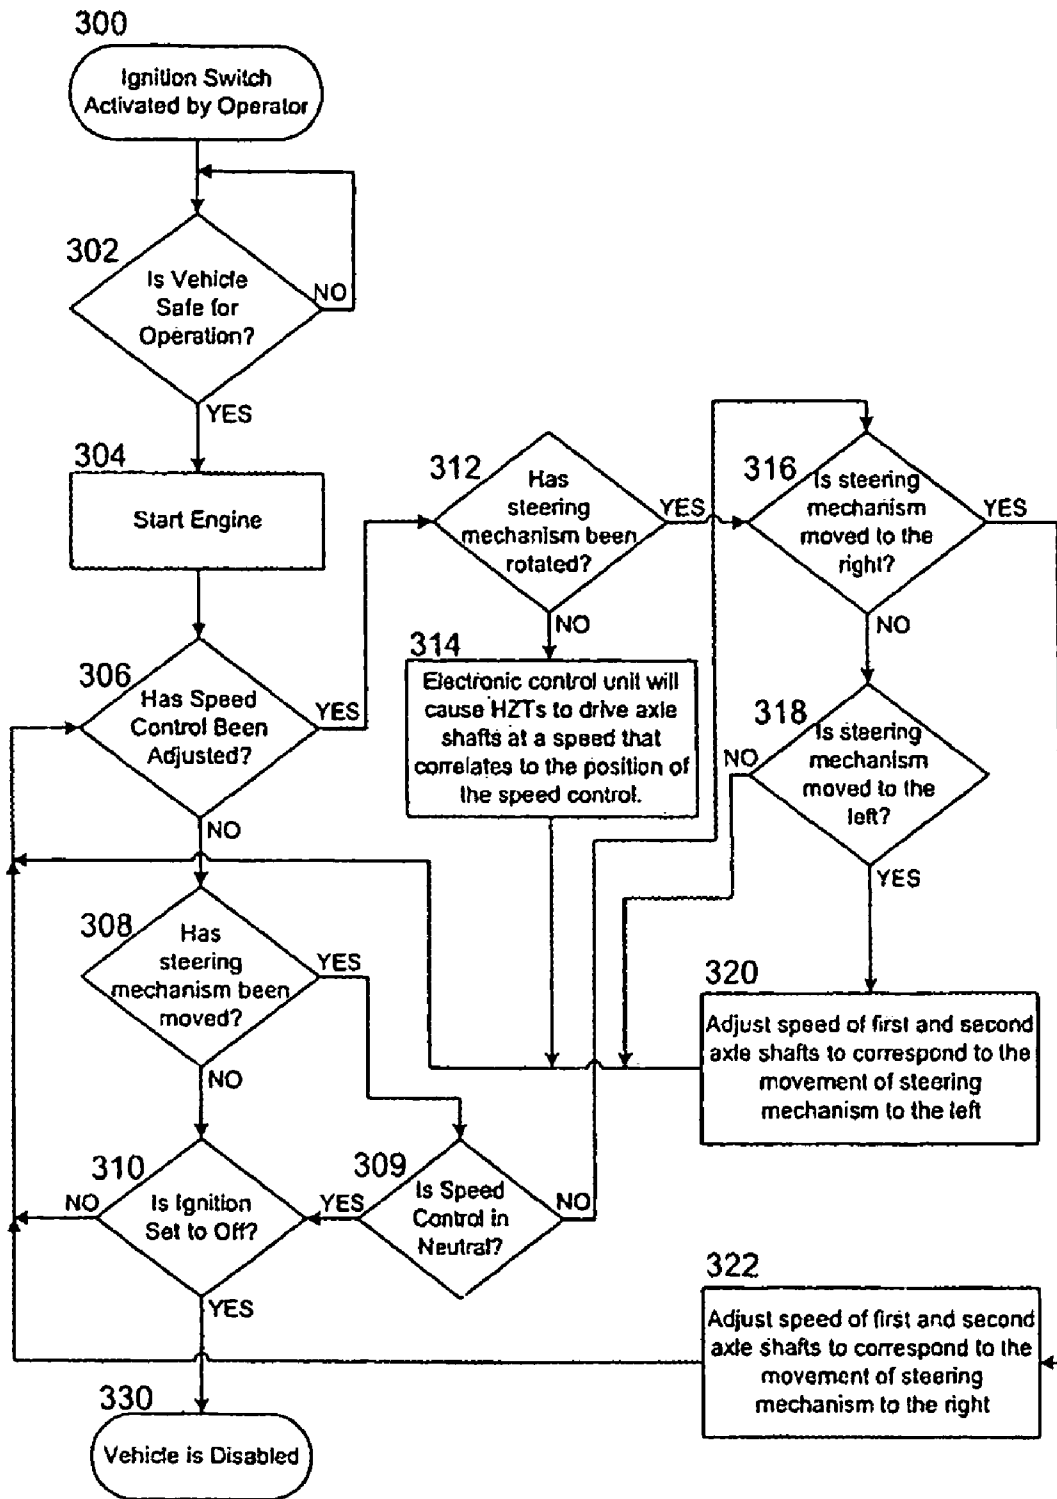 300
Ignition Switch
Activated by Operator
302
Is Vehicle
Safe for
Operation?
NO
YES
304
Start Engine
306
Has Speed
Control Been
Adjusted?
YES
NO
308
Has
steering
mechanism been
moved?
YES
NO
309
Is Speed
Control in
Neutral?
YES
NO
310
Is Ignition
Set to Off?
NO
YES
330
Vehicle is Disabled
312
Has
steering
mechanism been
rotated?
YES
NO
314
Electronic control unit will
cause HZTs to drive axle
shafts at a speed that
correlates to the position of
the speed control.
316
Is steering
mechanism
moved to the
right?
YES
NO
318
Is steering
mechanism
moved to the
left?
NO
YES
320
Adjust speed of first and second
axle shafts to correspond to the
movement of steering
mechanism to the left
322
Adjust speed of first and second
axle shafts to correspond to the
movement of steering
mechanism to the right